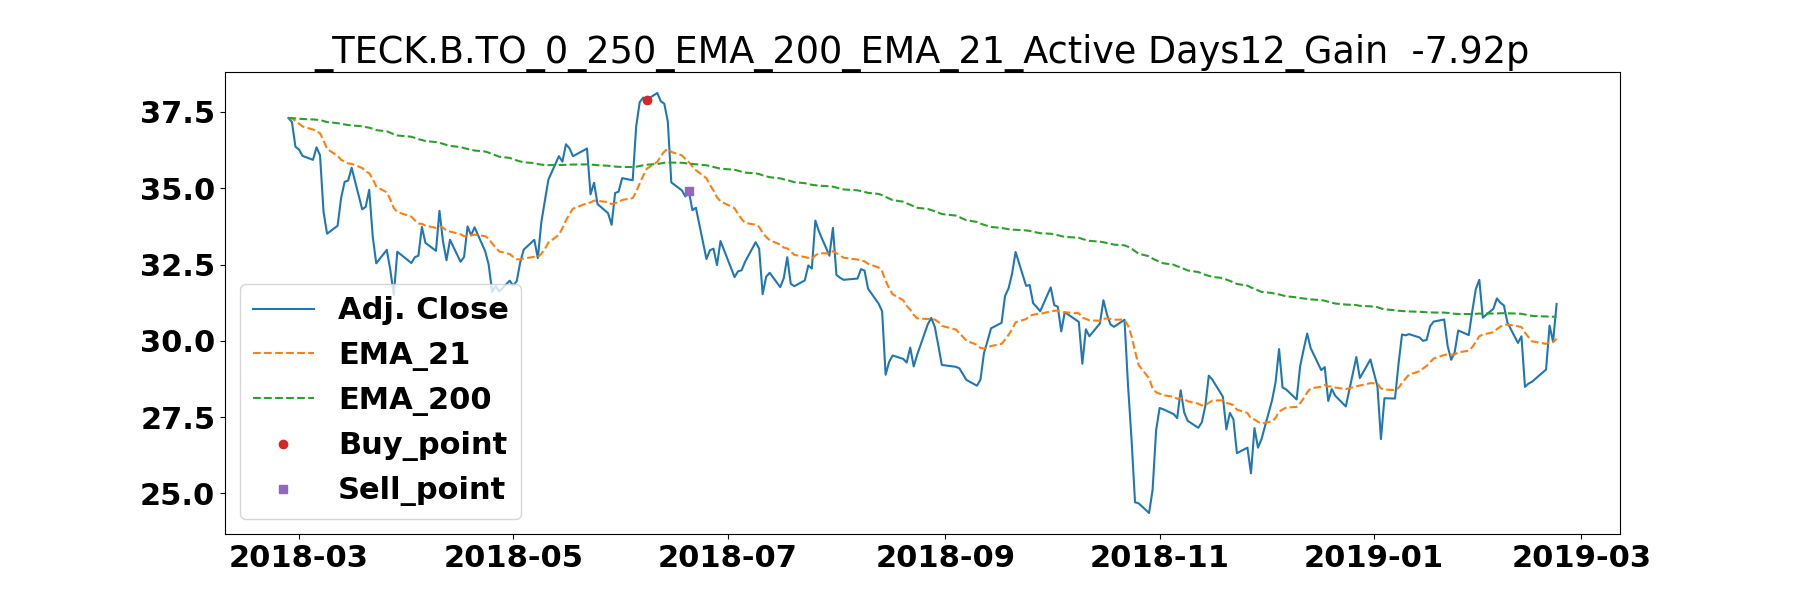 _TECK.B.TO_0_250_EMA_200_EMA_21_Active Days12_Gain  -7.92p
37.5
35.0
32.5
30.0
27.5
25.0
Adj. Close
EMA_21
EMA_200
Buy_point
Sell_point
2018-03 2018-05 2018-07 2018-09 2018-11 2019-01 2019-03